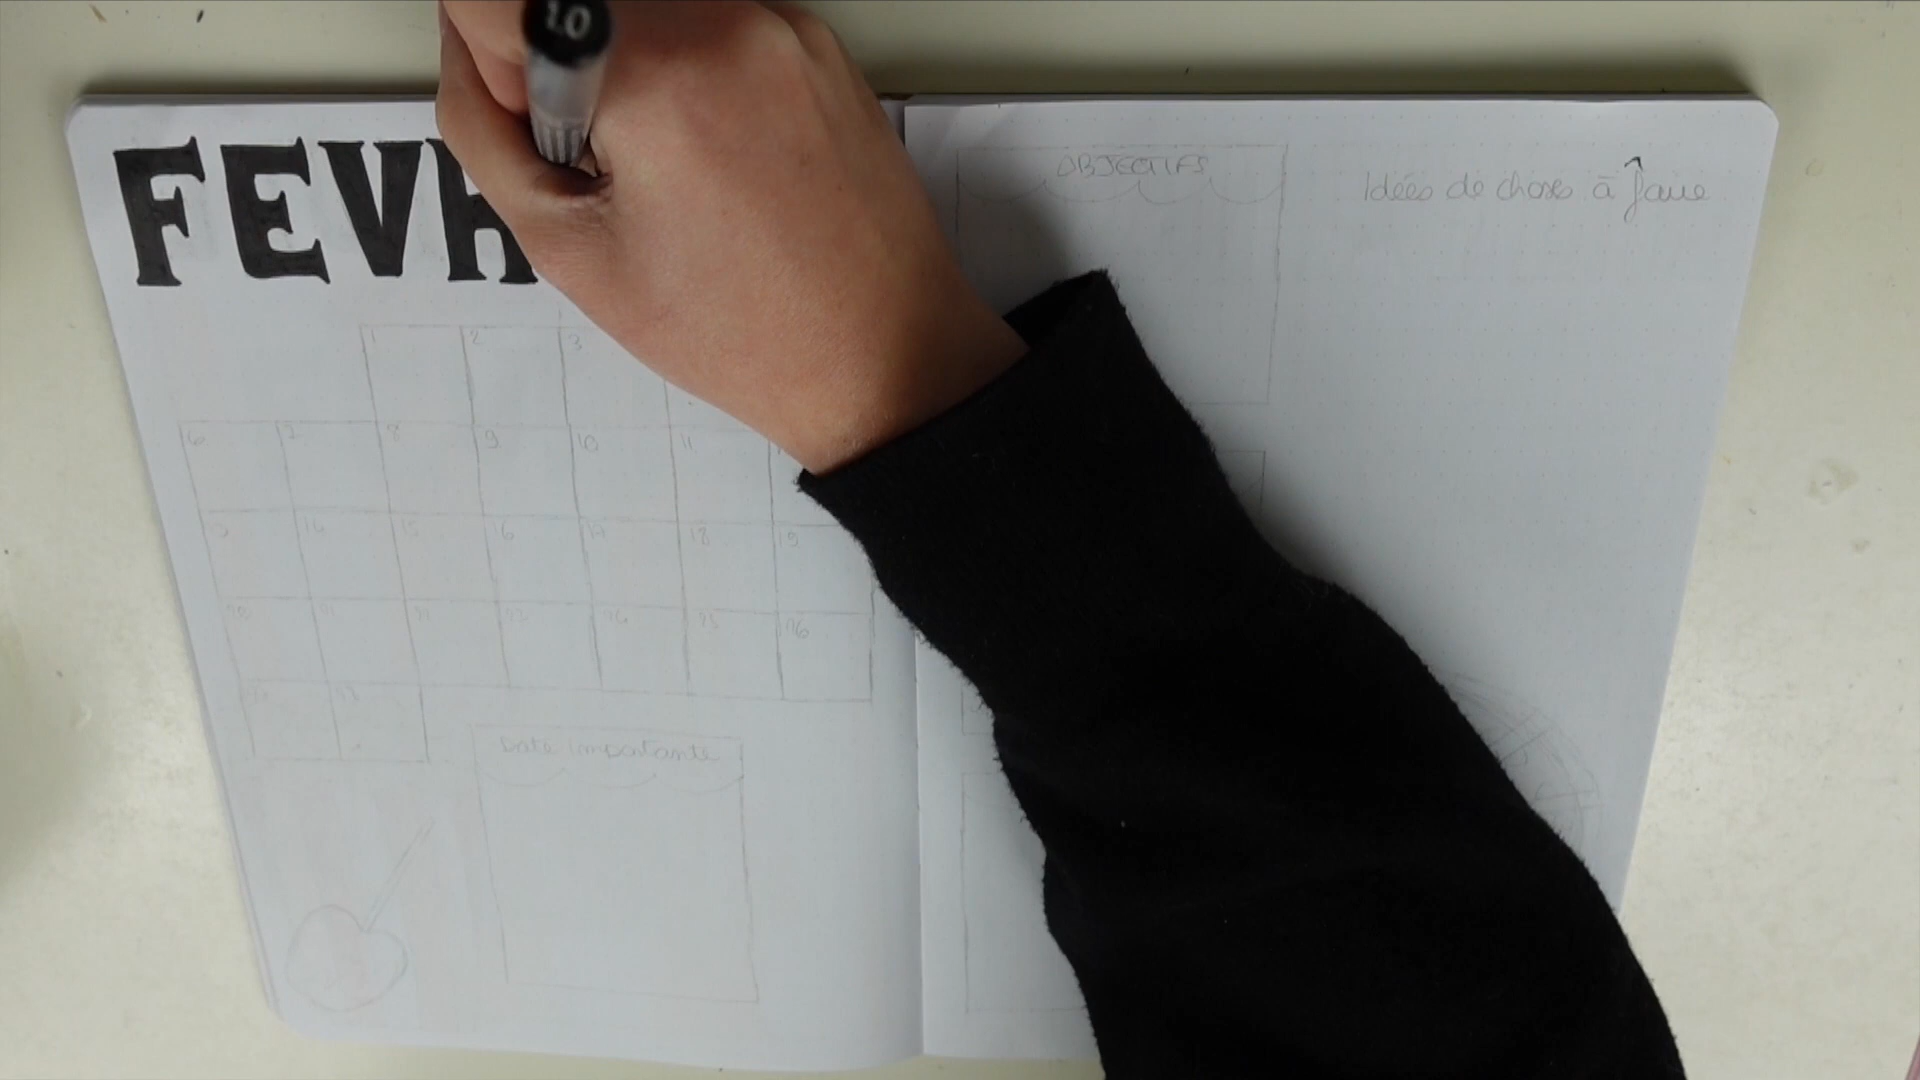 1.0
FEVR
OBJECTIFS
Idées de choses à faire
1 2 3
6 7 8 9 10 11
14 15 16 17 18 19
26
Date importante